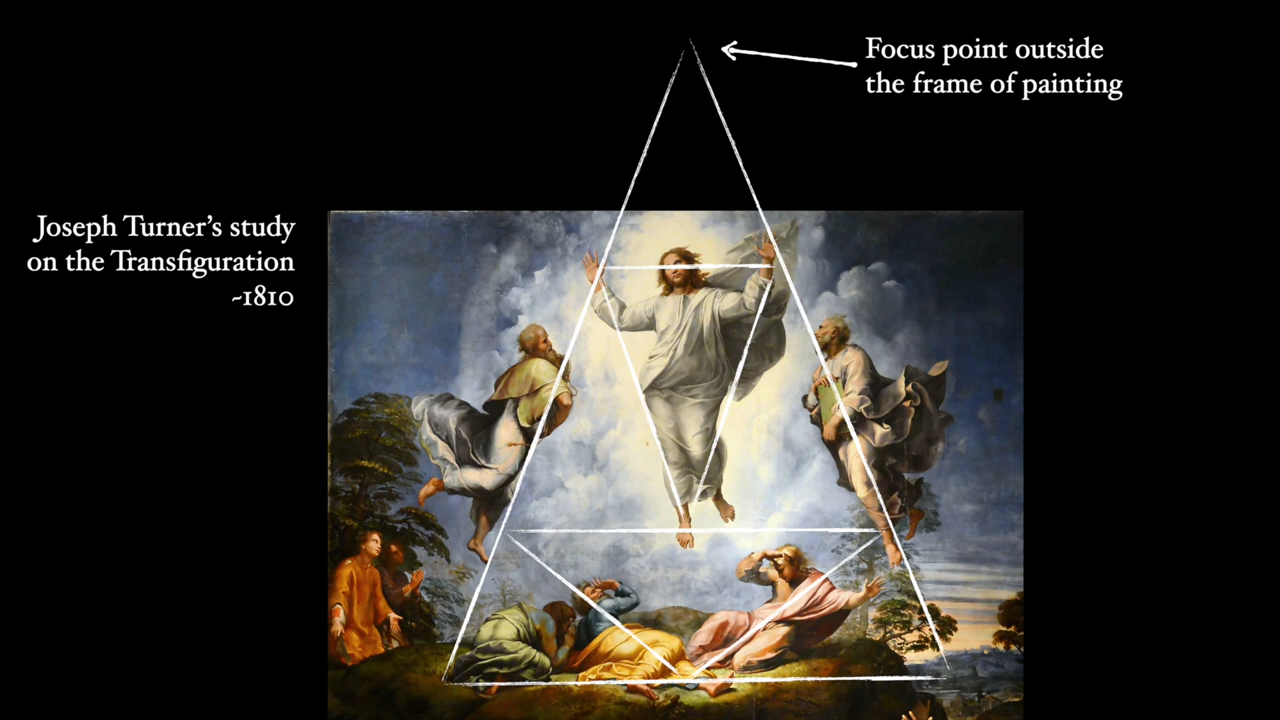 Focus point outside
the frame of painting
Joseph Turner's study
on the Transfiguration
~1810